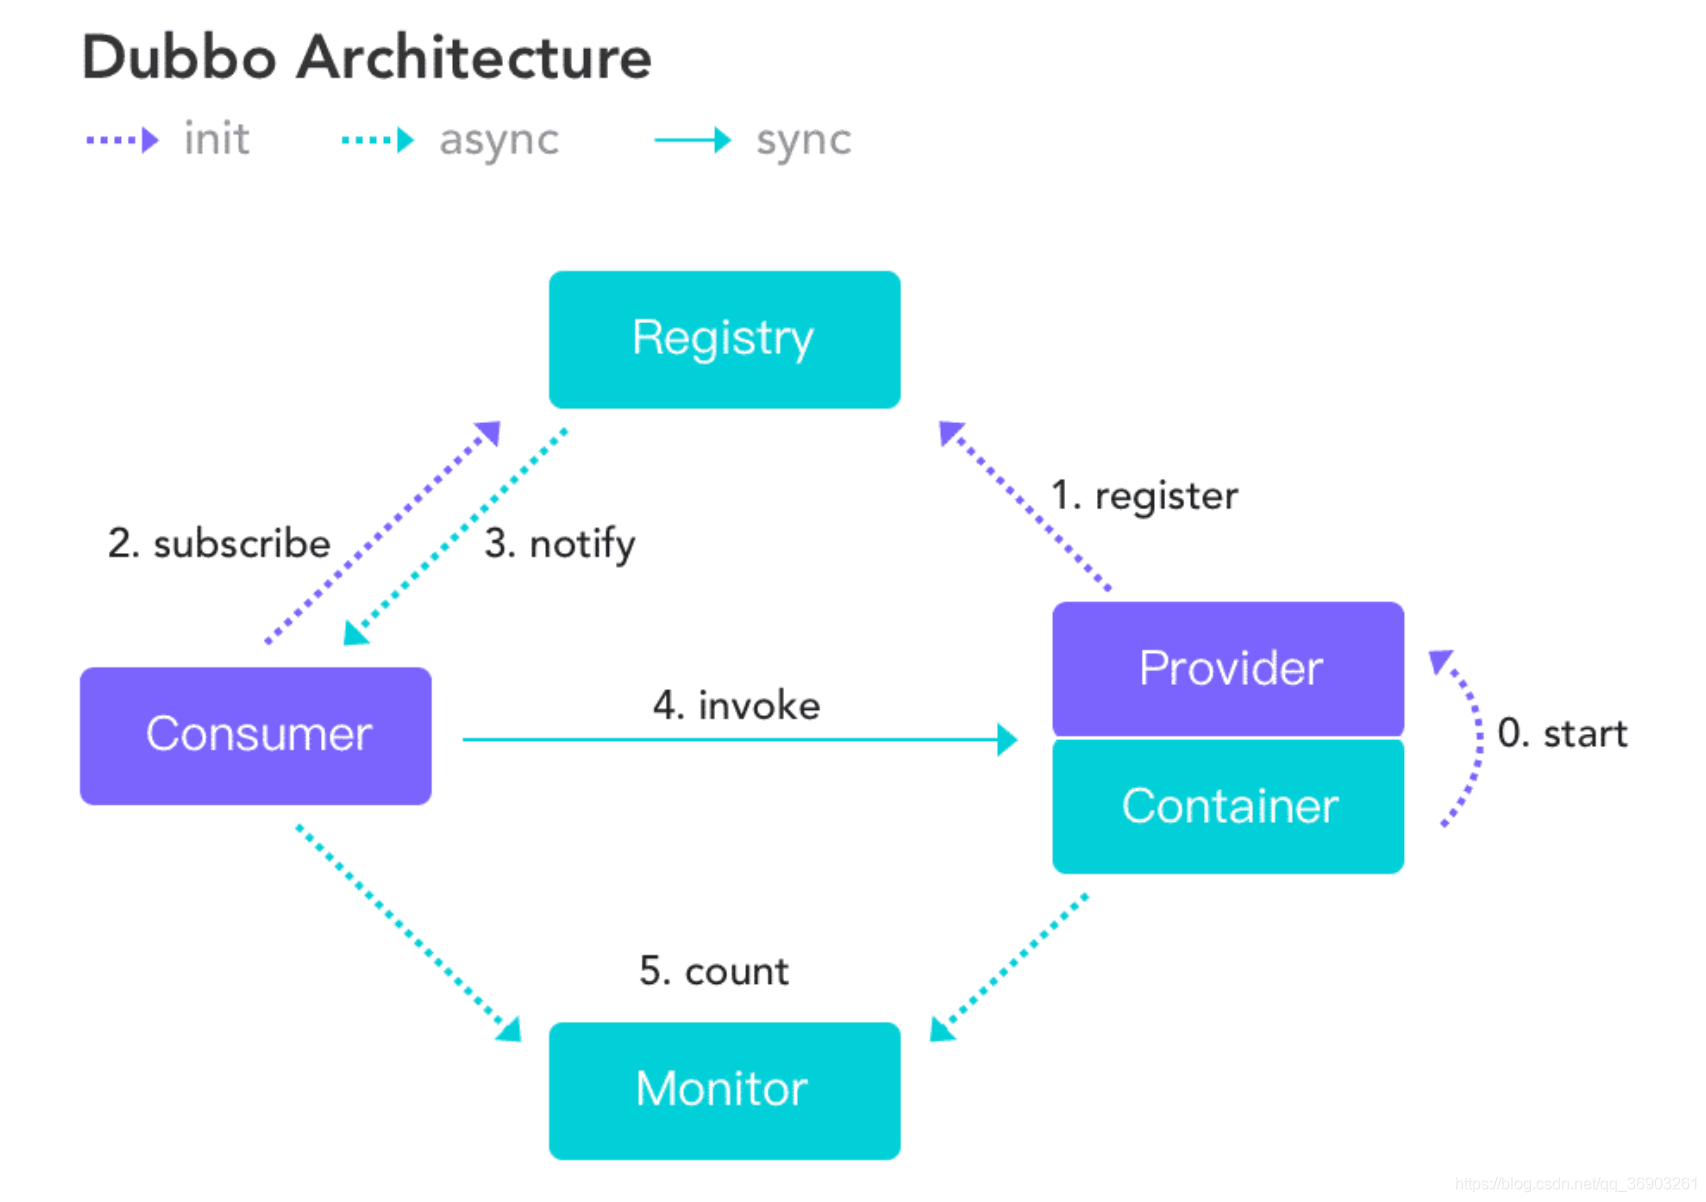 Dubbo Architecture
init async sync
Registry
1. register
2. subscribe
3. notify
Provider
Consumer
4. invoke
0. start
Container
5. count
Monitor
https://blog.csdn.net/qq_36903261